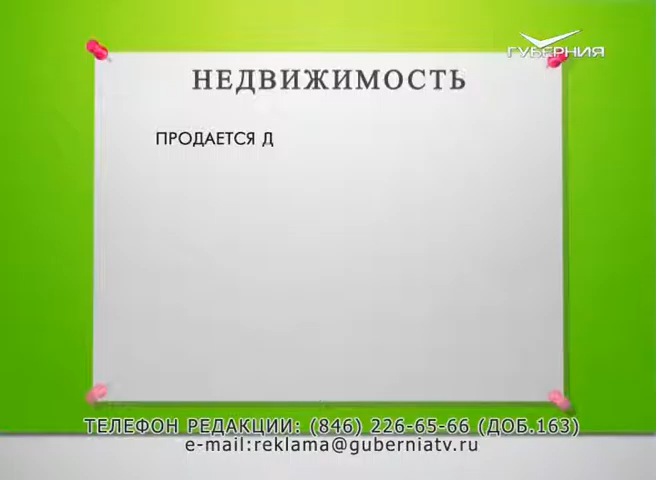 ГУБЕРНИЯ
НЕДВИЖИМОСТЬ
ПРОДАЕТСЯ Д
ТЕЛЕФОН РЕДАКЦИИ: (846) 226-65-66 (ДОБ.163)
e-mail:reklama@guberniatv.ru